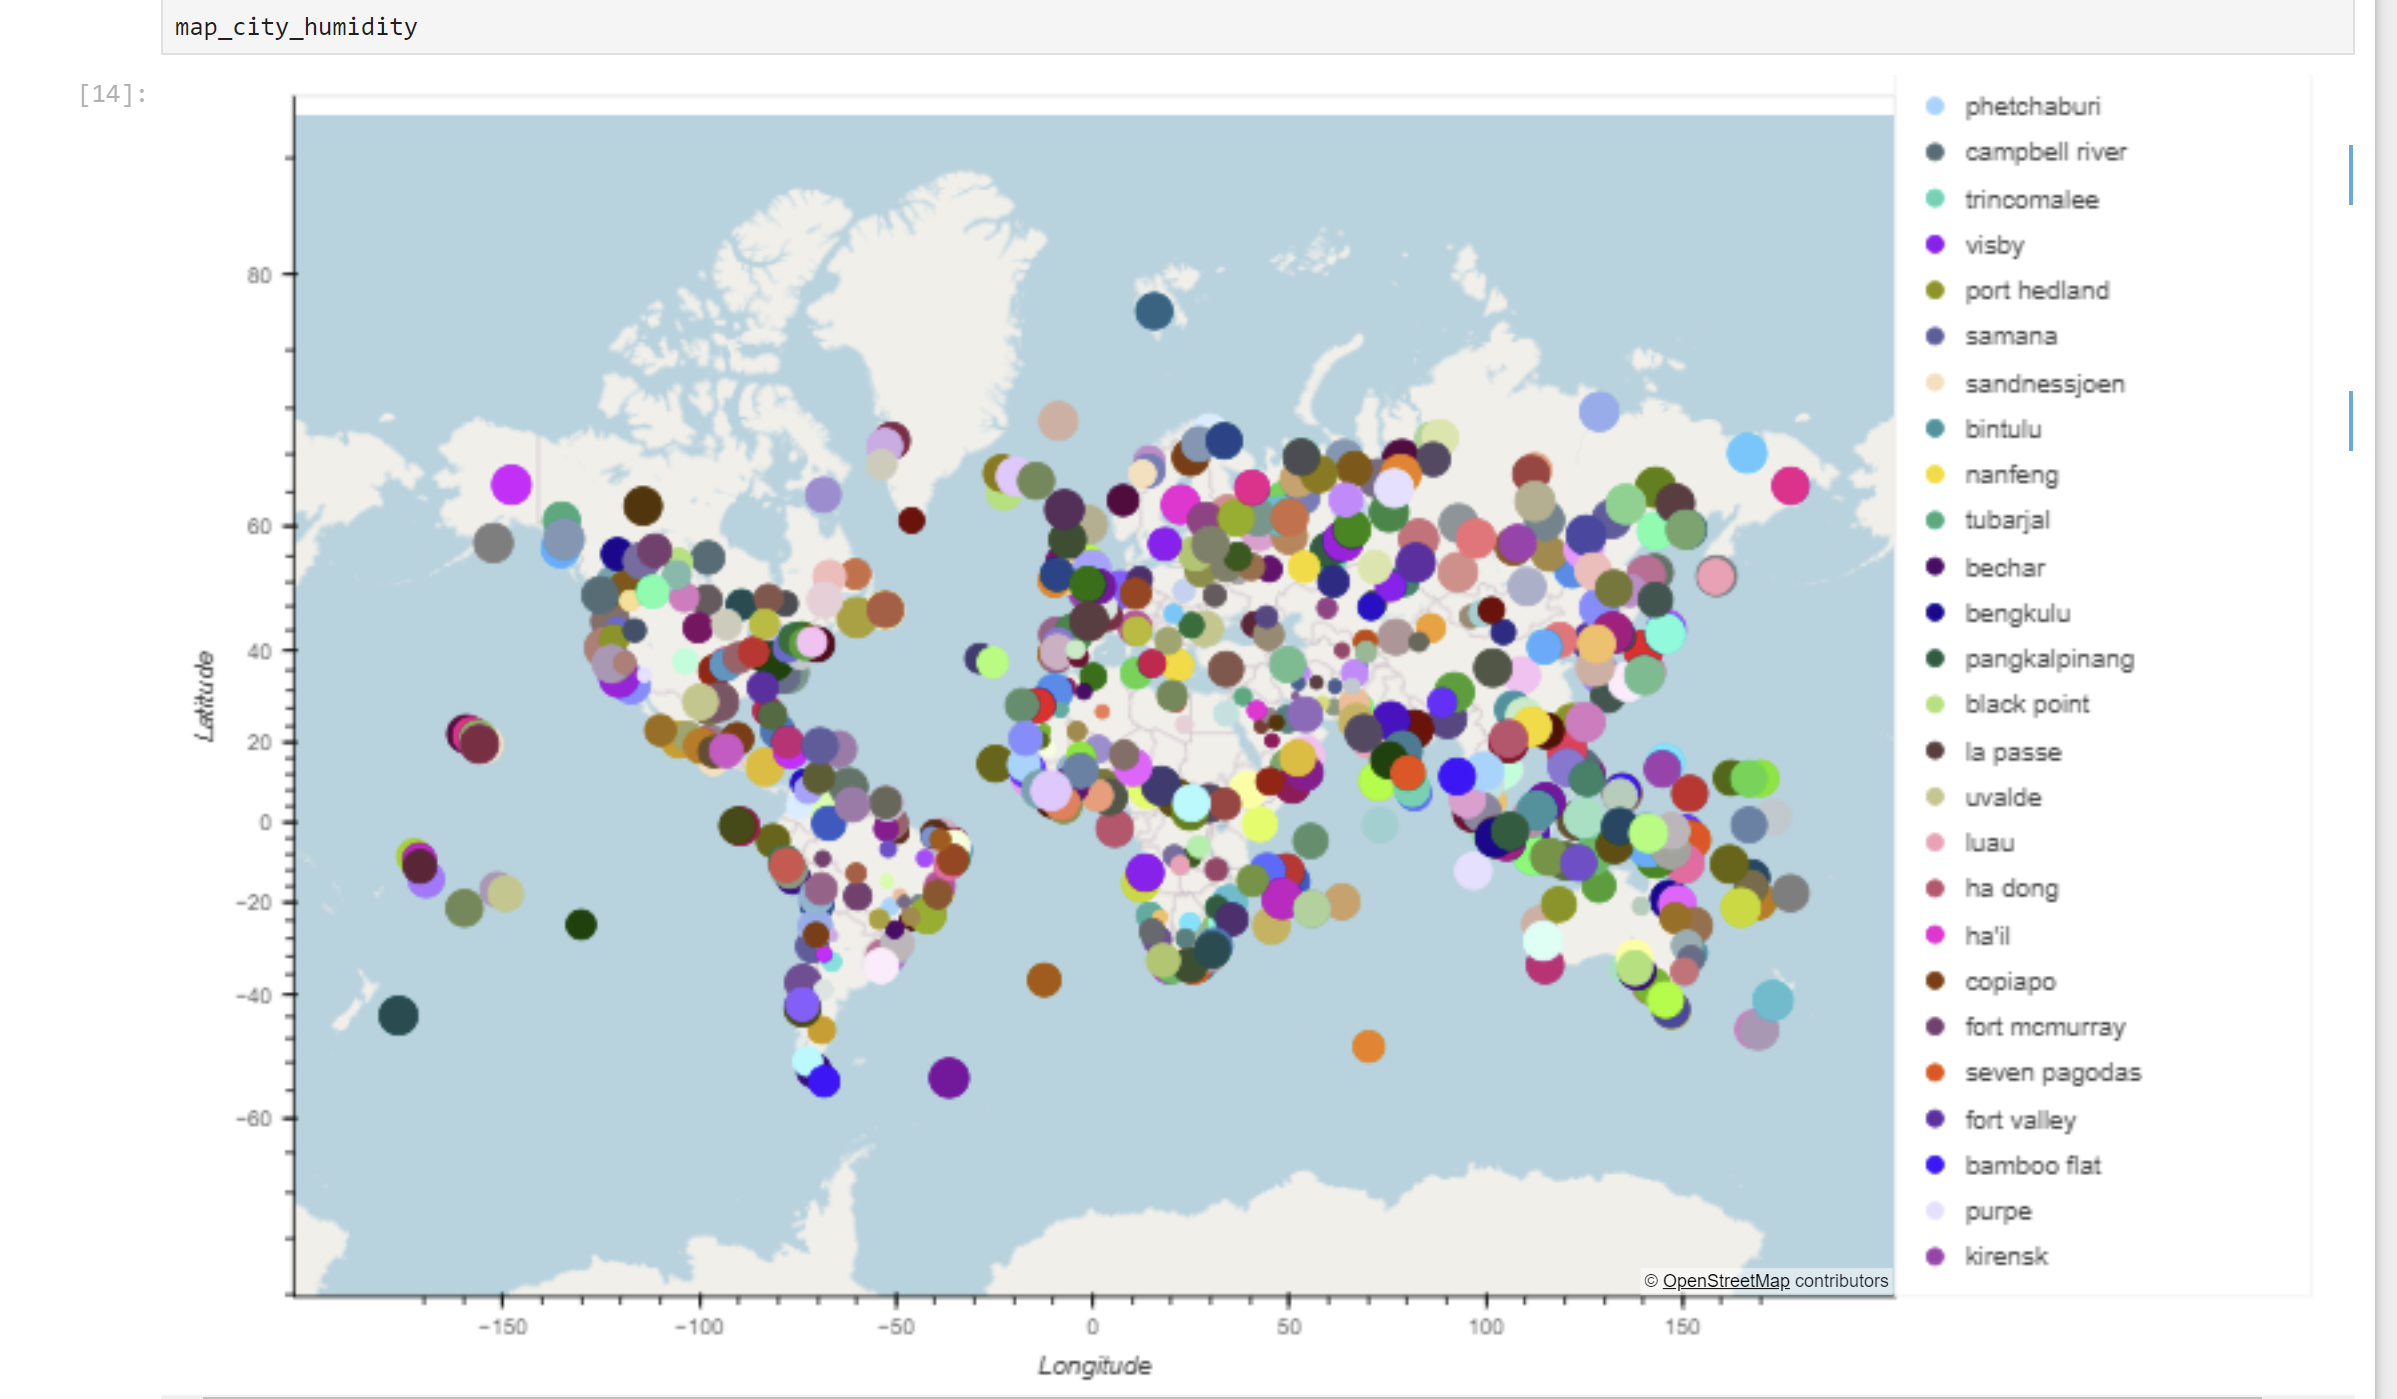 map_city_humidity
[14]:
phetchaburi
campbell river
trincomalee
visby
port hedland
samana
sandnessjoen
bintulu
nanfeng
tubarjal
bechar
bengkulu
pangkalpinang
black point
la passe
uvalde
luau
ha dong
ha'il
copiapo
fort mcmurray
seven pagodas
fort valley
bamboo flat
purpe
kirensk
80
60
40
20
0
−20
−40
−60
Latitude
© OpenStreetMap contributors
−150 −100 −50 0 50 100 150
Longitude